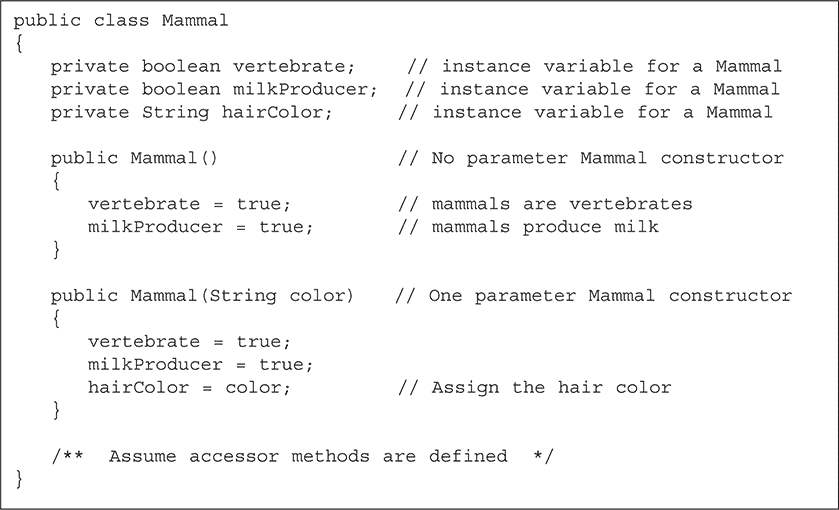 public class Mammal
{
private boolean vertebrate; // instance variable for a Mammal
private boolean milkProducer; // instance variable for a Mammal
private String hairColor; // instance variable for a Mammal
public Mammal() // No parameter Mammal constructor
{
vertebrate = true; // mammals are vertebrates
milkProducer = true; // mammals produce milk
}
public Mammal(String color) // One parameter Mammal constructor
{
vertebrate = true;
milkProducer = true;
hairColor = color; // Assign the hair color
}
/** Assume accessor methods are defined */
}